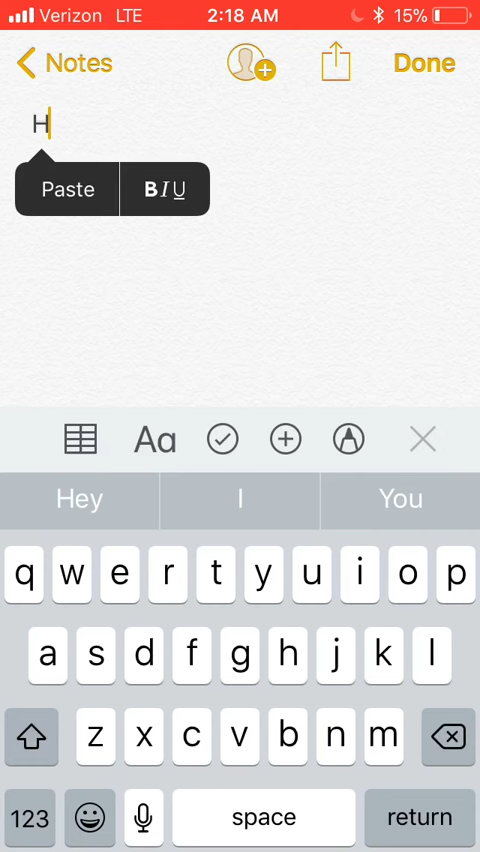 Verizon LTE 2:18 AM 15%
Notes Done
H
Paste BIU
Aa
Hey I You
q w e r t y u i o p
a s d f g h j k l
z x c v b n m
123 space return